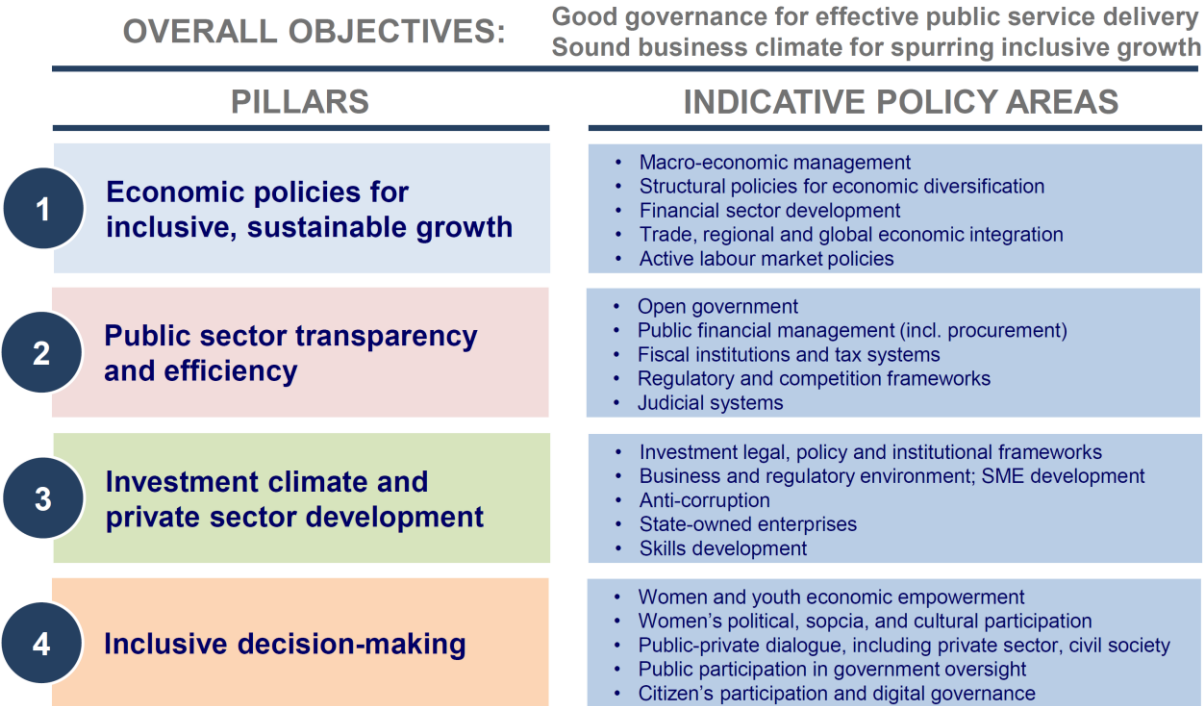 OVERALL OBJECTIVES:
Good governance for effective public service delivery
Sound business climate for spurring inclusive growth
PILLARS
INDICATIVE POLICY AREAS
1
Economic policies for
inclusive, sustainable growth
• Macro-economic management
• Structural policies for economic diversification
• Financial sector development
• Trade, regional and global economic integration
• Active labour market policies
2
Public sector transparency
and efficiency
• Open government
• Public financial management (incl. procurement)
• Fiscal institutions and tax systems
• Regulatory and competition frameworks
• Judicial systems
3
Investment climate and
private sector development
• Investment legal, policy and institutional frameworks
• Business and regulatory environment; SME development
• Anti-corruption
• State-owned enterprises
• Skills development
4
Inclusive decision-making
• Women and youth economic empowerment
• Women's political, sopcia, and cultural participation
• Public-private dialogue, including private sector, civil society
• Public participation in government oversight
• Citizen's participation and digital governance